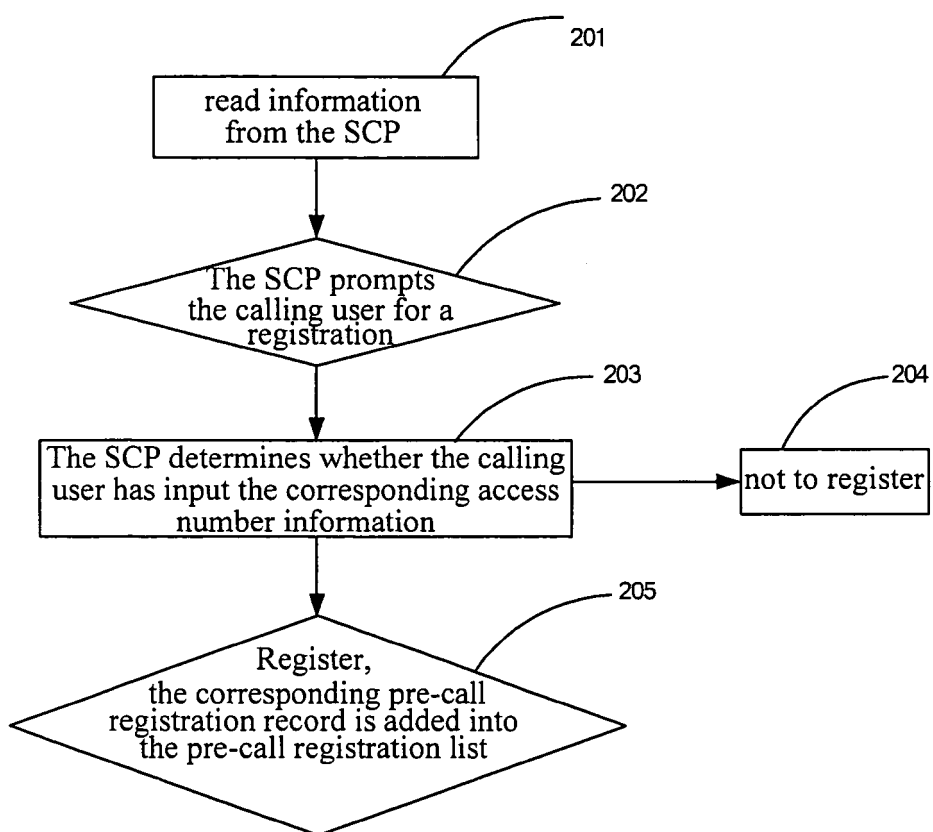 201
read information
from the SCP
202
The SCP prompts
the calling user for a
registration
203
204
The SCP determines whether the calling
user has input the corresponding access
number information
not to register
205
Register,
the corresponding pre-call
registration record is added into
the pre-call registration list